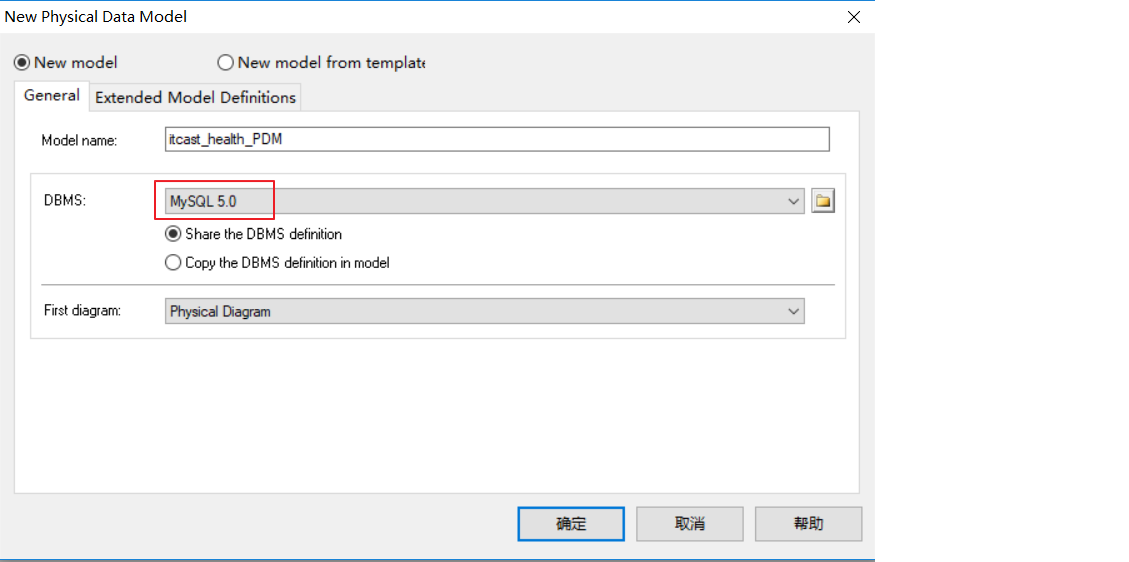 New Physical Data Model
New model New model from template
General Extended Model Definitions
Model name: itcast_health_PDM
DBMS: MySQL 5.0
Share the DBMS definition
Copy the DBMS definition in model
First diagram: Physical Diagram
确定 取消 帮助